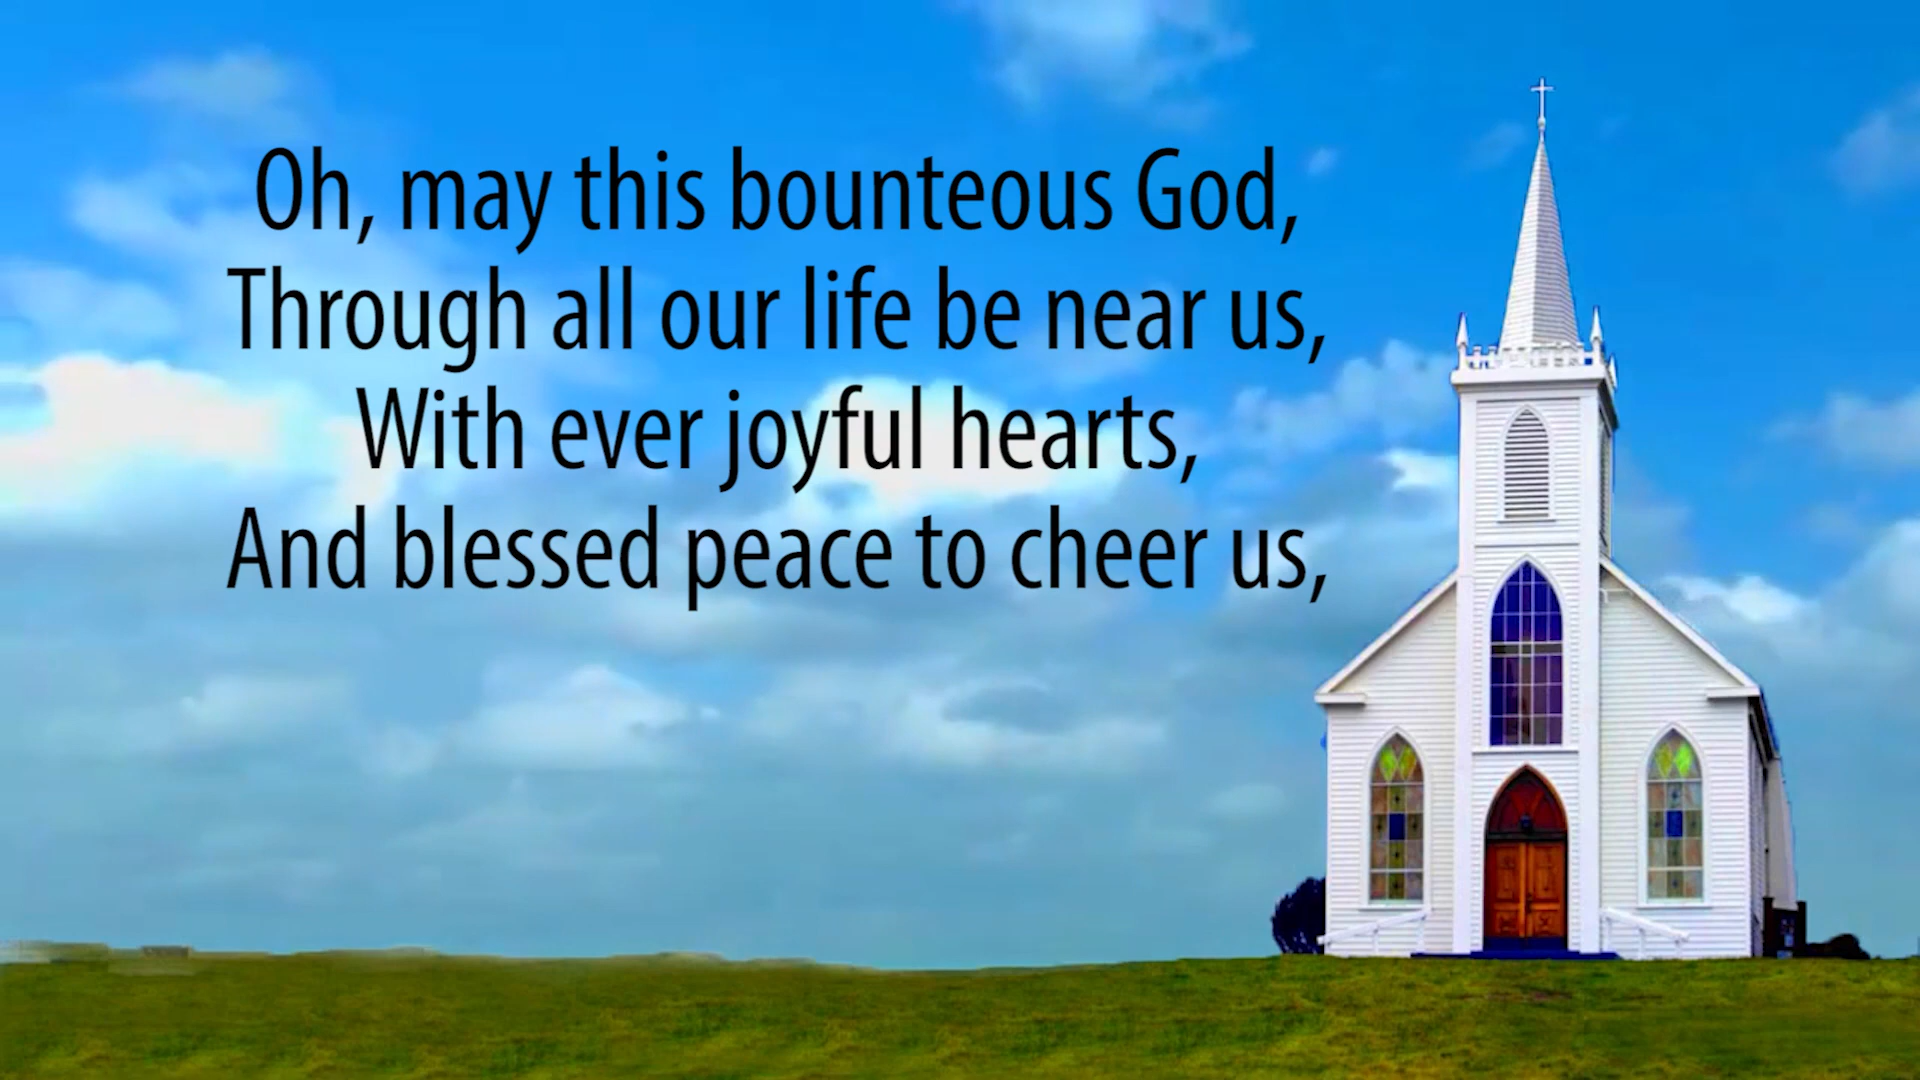 Oh, may this bounteous God,
Through all our life be near us,
With ever joyful hearts,
And blessed peace to cheer us,